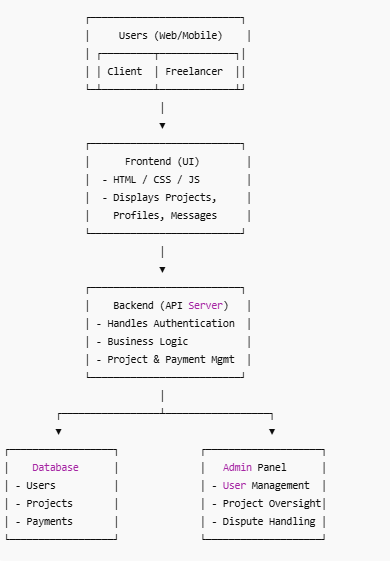 Users (Web/Mobile)
Client | Freelancer
Frontend (UI)
- HTML / CSS / JS
- Displays Projects,
Profiles, Messages
Backend (API Server)
- Handles Authentication
- Business Logic
- Project & Payment Mgmt
Database
- Users
- Projects
- Payments
Admin Panel
- User Management
- Project Oversight
- Dispute Handling